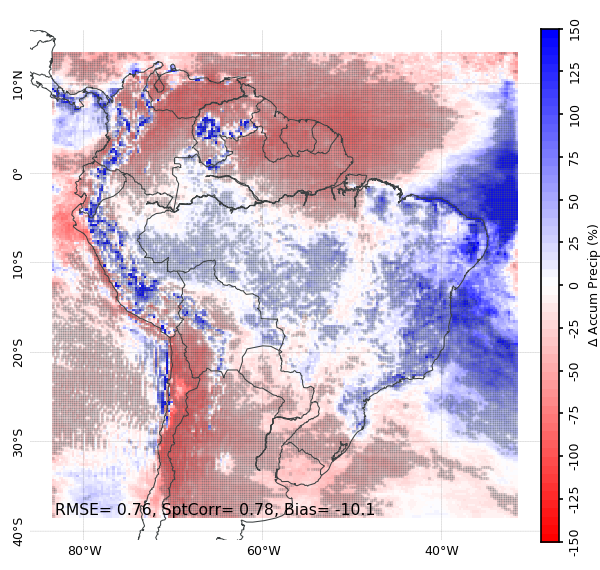 10°N
0°
10°S
20°S
30°S
40°S
80°W 60°W 40°W
RMSE= 0.76, SptCorr= 0.78, Bias= -10.1
150
125
100
75
50
25
0
-25
-50
-75
-100
-125
-150
Δ Accum Precip (%)